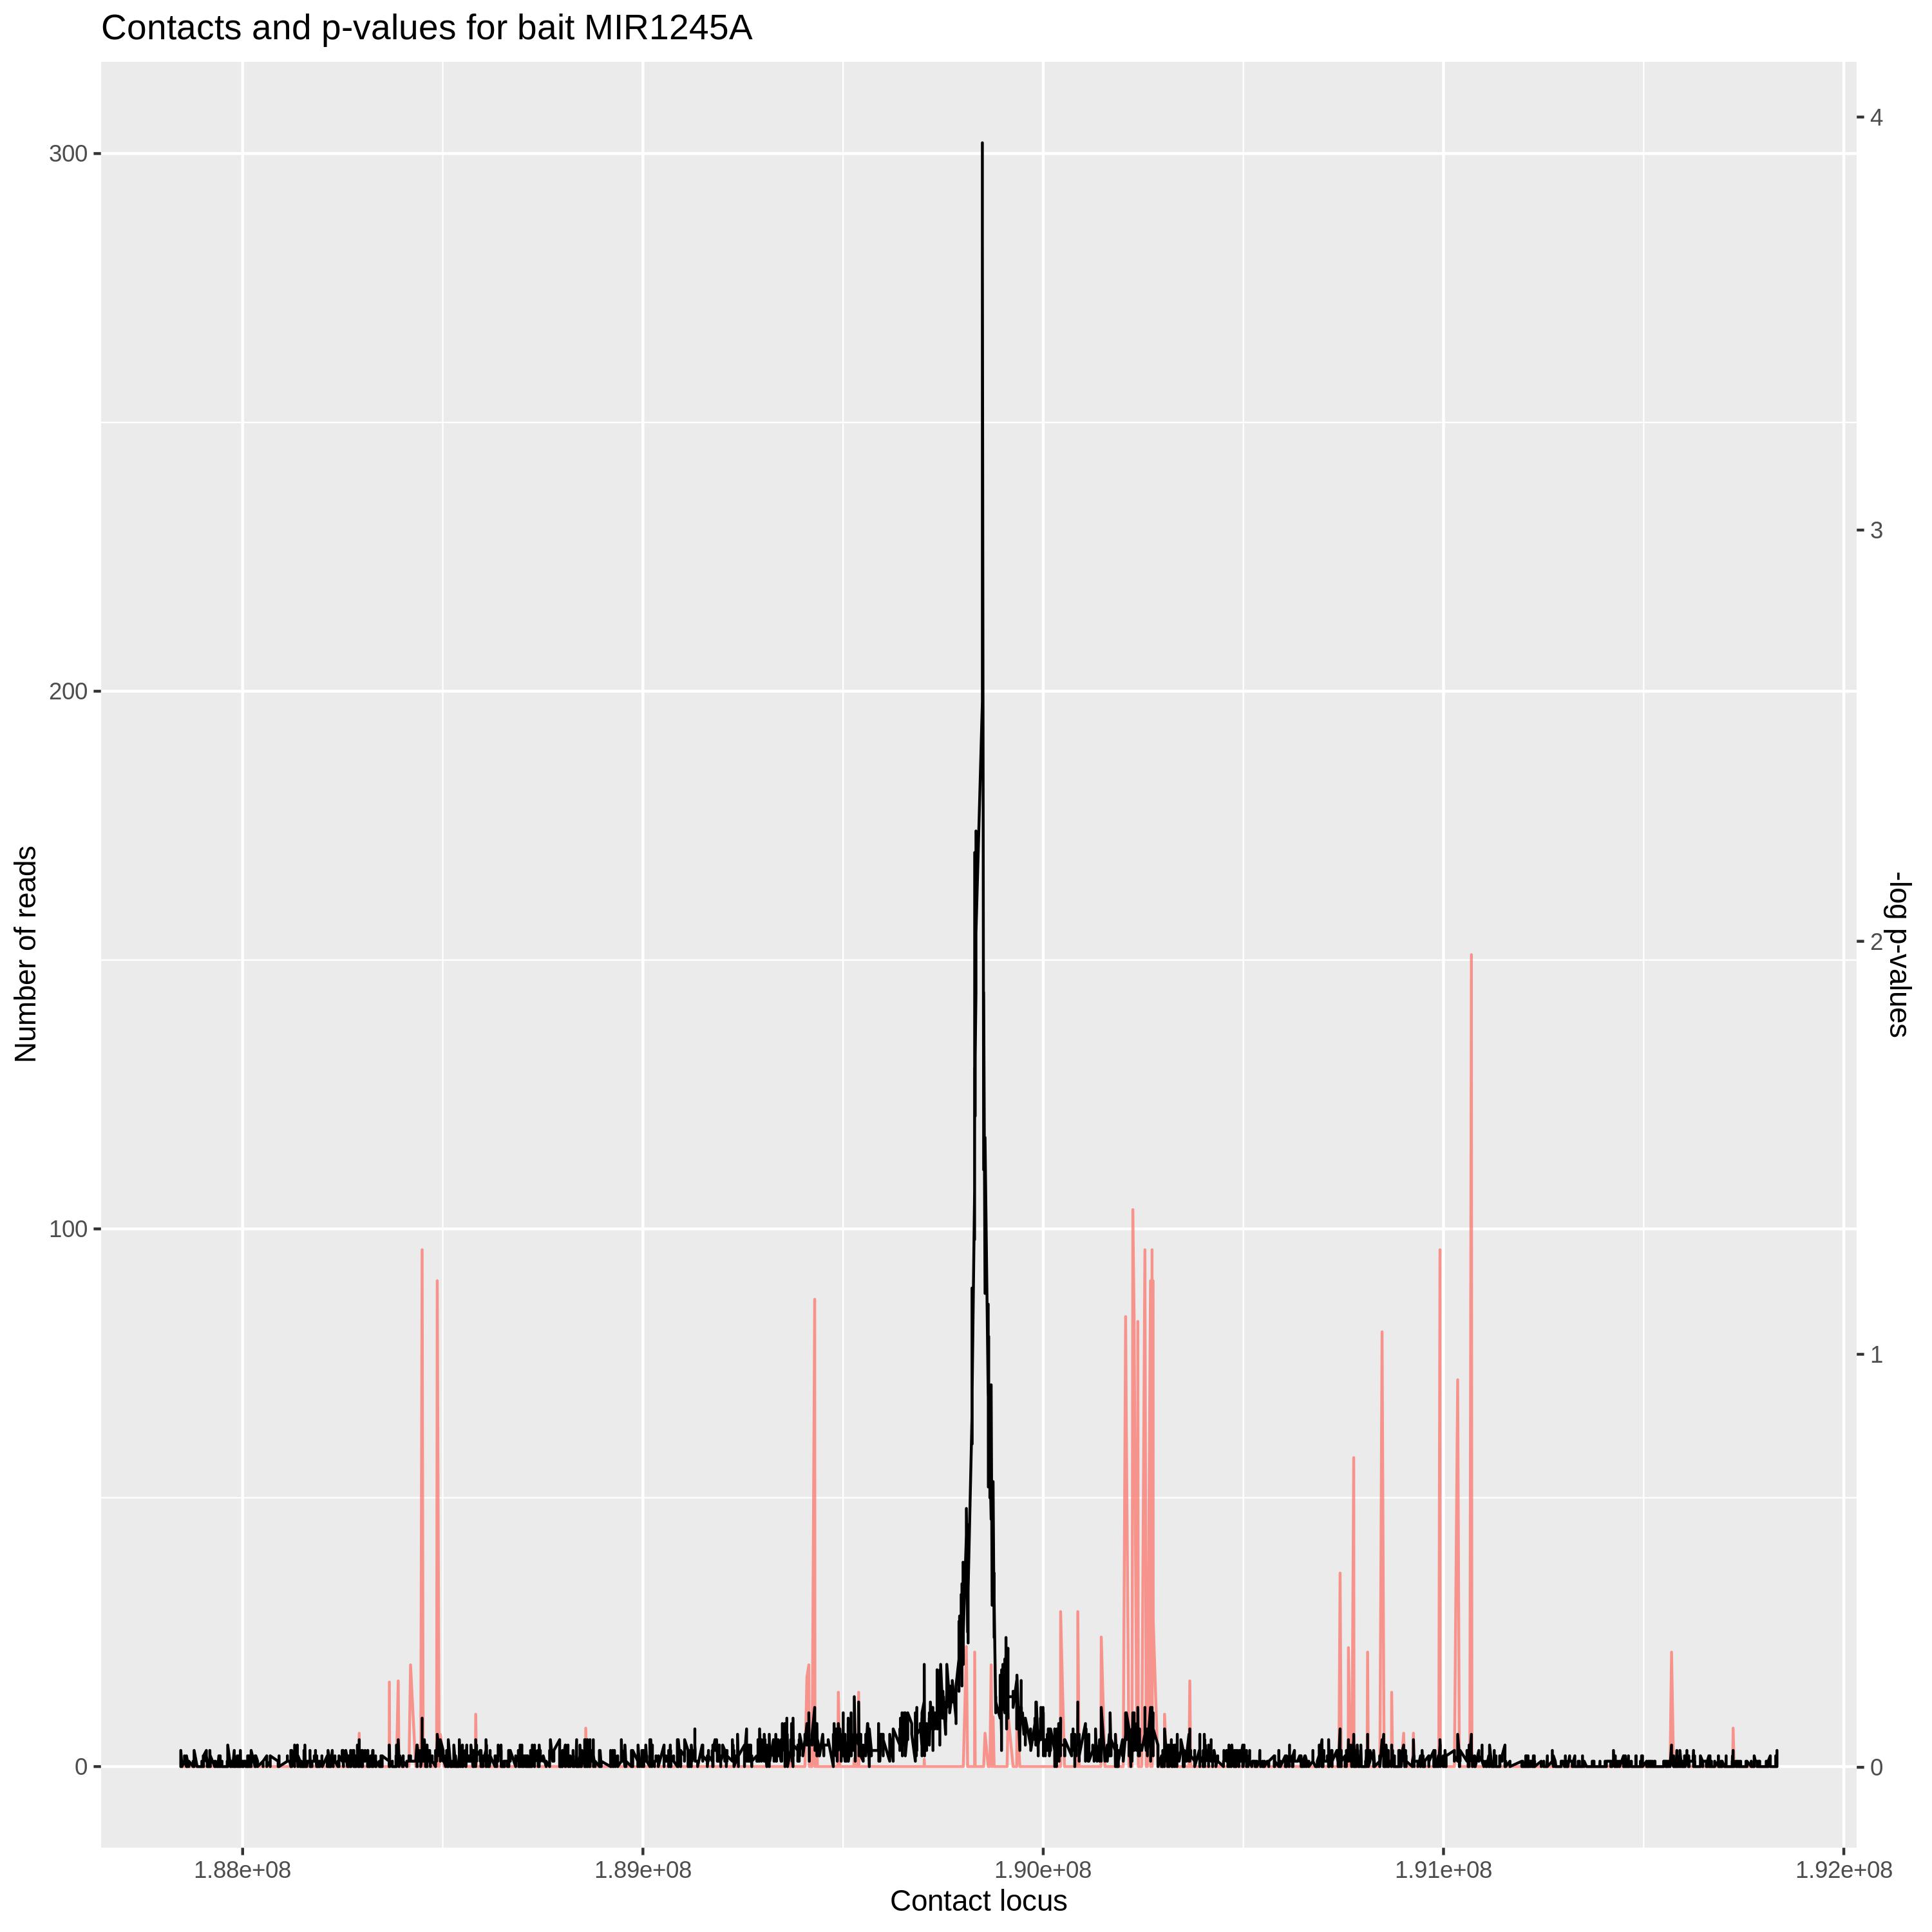 Contacts and p-values for bait MIR1245A
300
200
100
0
4
3
2
1
0
Number of reads
-log p-values
1.88e+08
1.89e+08
1.90e+08
1.91e+08
1.92e+08
Contact locus